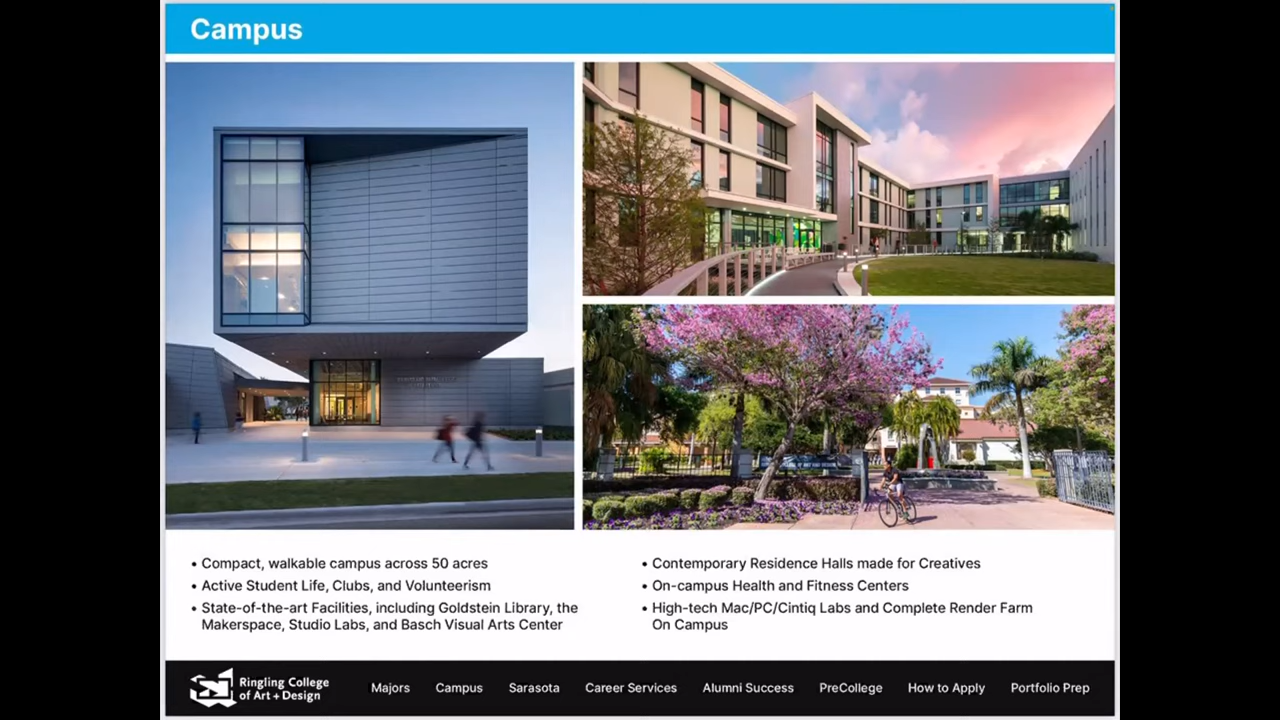 Campus
• Compact, walkable campus across 50 acres
• Active Student Life, Clubs, and Volunteerism
• State-of-the-art Facilities, including Goldstein Library, the
Makerspace, Studio Labs, and Basch Visual Arts Center
• Contemporary Residence Halls made for Creatives
• On-campus Health and Fitness Centers
• High-tech Mac/PC/Cintiq Labs and Complete Render Farm
On Campus
Ringling College
of Art + Design
Majors Campus Sarasota Career Services Alumni Success PreCollege How to Apply Portfolio Prep